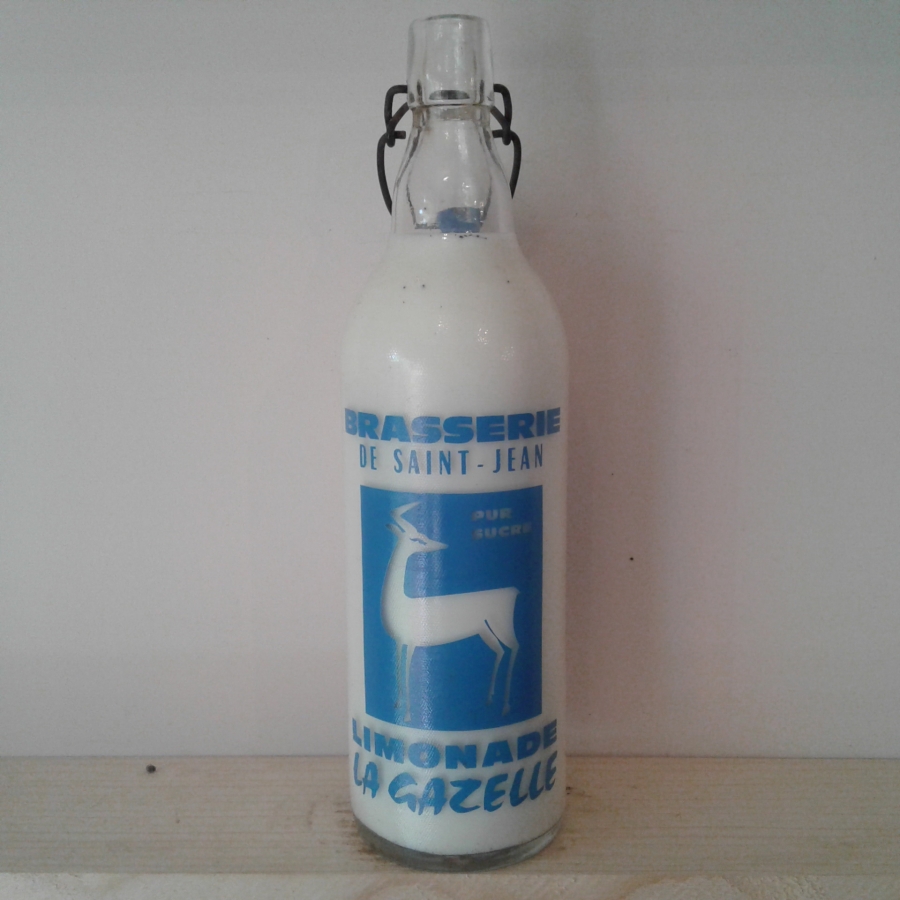 BRASSERIE
DE SAINT-JEAN
PUR
SUCRE
LIMONADE
LA GAZELLE